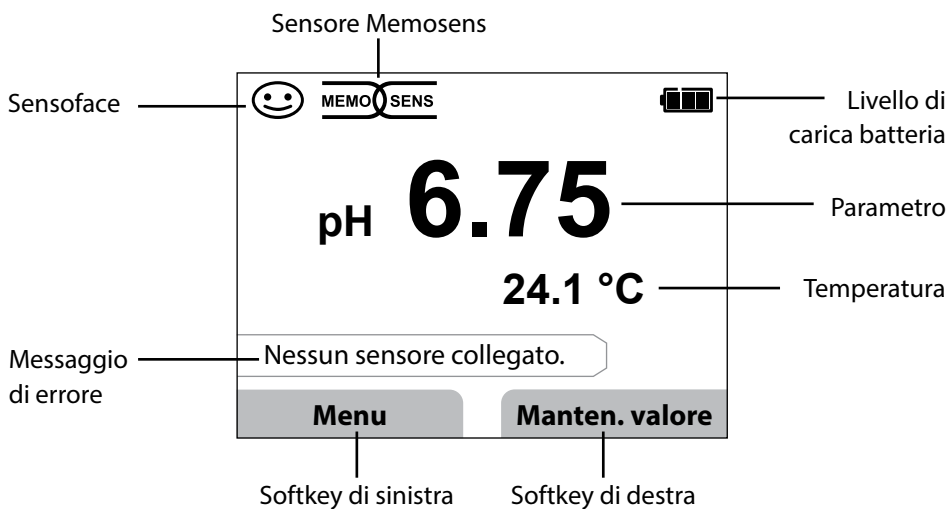 Sensore Memosens
Sensoface
MEMO SENS
Livello di
carica batteria
pH 6.75
Parametro
24.1 °C
Temperatura
Messaggio
di errore
Nessun sensore collegato.
Menu
Manten. valore
Softkey di sinistra
Softkey di destra